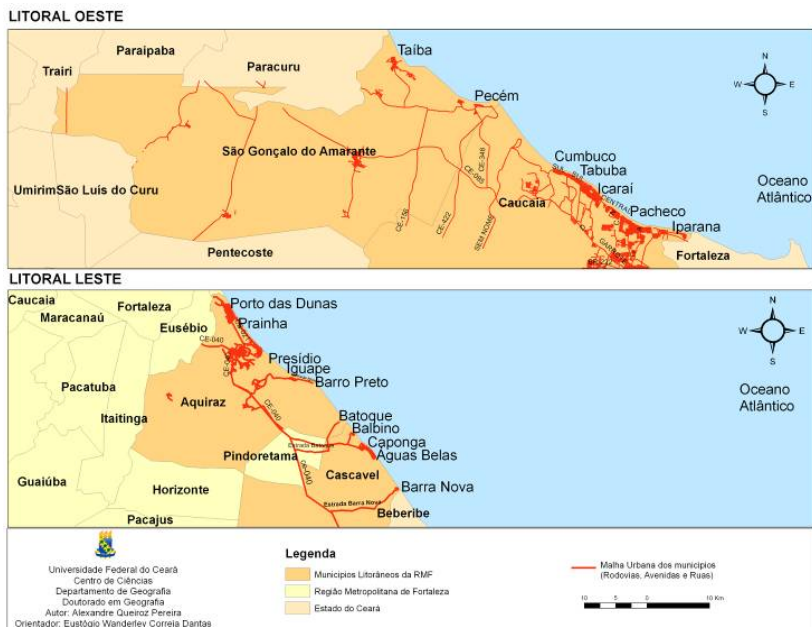 LITORAL OESTE
Paraipaba
Trairi
Paracuru
Taíba
Pecém
São Gonçalo do Amarante
CE-085
CE-348
CE-156
CE-422
SEM NOME
Umirim
São Luís do Curu
Pentecoste
Caucaia
Cumbuco
Tabuba
Icaraí
CENTRAL
Pacheco
Iparana
Fortaleza
Oceano
Atlântico
N
W E
S
LITORAL LESTE
Caucaia
Maracanaú
Fortaleza
Eusébio
CE-040
Porto das Dunas
Prainha
Presídio
Iguape
Barro Preto
Pacatuba
Itaitinga
Aquiraz
CE-040
Batoque
Balbino
Caponga
Águas Belas
Pindoretama
CE-040
Cascavel
Guaiúba
Horizonte
Pacajus
Barra Nova
Estrada Barra Nova
Beberibe
Oceano
Atlântico
N
W E
S
Universidade Federal do Ceará
Centro de Ciências
Departamento de Geografia
Doutorado em Geografia
Autor: Alexandre Queiroz Pereira
Orientador: Eustógio Wanderley Correia Dantas
Legenda
Municípios Litorâneos da RMF
Região Metropolitana de Fortaleza
Estado do Ceará
Malha Urbana dos municípios
(Rodovias, Avenidas e Ruas)
10 5 0 10 Km